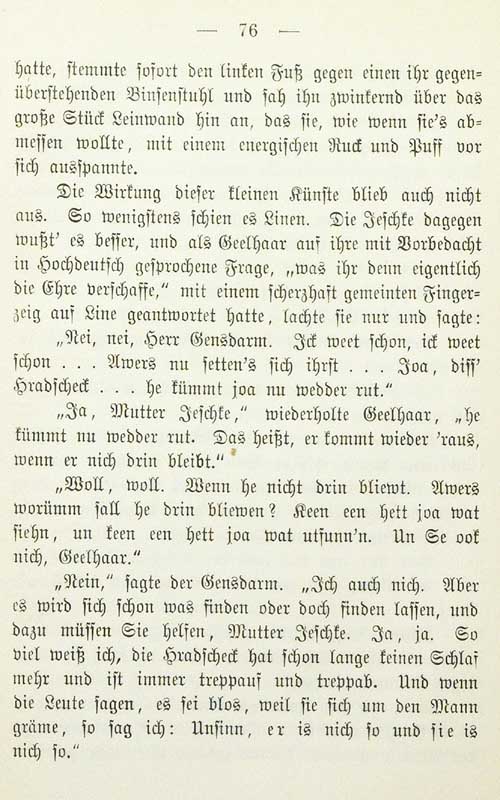 — 76 —
hatte, stemmte sofort den linken Fuß gegen einen ihr gegen=
überstehenden Binsenstuhl und sah ihn zwinkernd über das
große Stück Leinwand hin an, das sie, wie wenn sie's ab=
messen wollte, mit einem energischen Ruck und Puff vor
sich ausspannte.
Die Wirkung dieser kleinen Künste blieb auch nicht
aus. So wenigstens schien es Linen. Die Jeschke dagegen
wußt' es besser, und als Geelhaar auf ihre mit Vorbedacht
in Hochdeutsch gesprochene Frage, „was ihr denn eigentlich
die Ehre verschaffe,“ mit einem scherzhaft gemeinten Finger=
zeig auf Line geantwortet hatte, lachte sie nur und sagte:
„Nei, nei, Herr Gensdarm. Ick weet schon, ick weet
schon . . . Awers nu setten's sich ihrst . . . Joa, diss'
Hradscheck . . . he kümmt joa nu wedder rut.“
„Ja, Mutter Jeschke,“ wiederholte Geelhaar, „he
kümmt nu wedder rut. Das heißt, er kommt wieder 'raus,
wenn er nich drin bleibt.“
„Woll, woll. Wenn he nicht drin bliewt. Awers
worümm sall he drin bliewen? Keen een hett joa wat
siehn, un keen een hett joa wat utfunn'n. Un Se ook
nich, Geelhaar.“
„Nein,“ sagte der Gensdarm. „Ich auch nich. Aber
es wird sich schon was finden oder doch finden lassen, und
dazu müssen Sie helfen, Mutter Jeschke. Ja, ja. So
viel weiß ich, die Hradscheck hat schon lange keinen Schlaf
mehr und ist immer treppauf und treppab. Und wenn
die Leute sagen, es sei blos, weil sie sich um den Mann
gräme, so sag ich: Unsinn, er is nich so und sie is
nich so.“